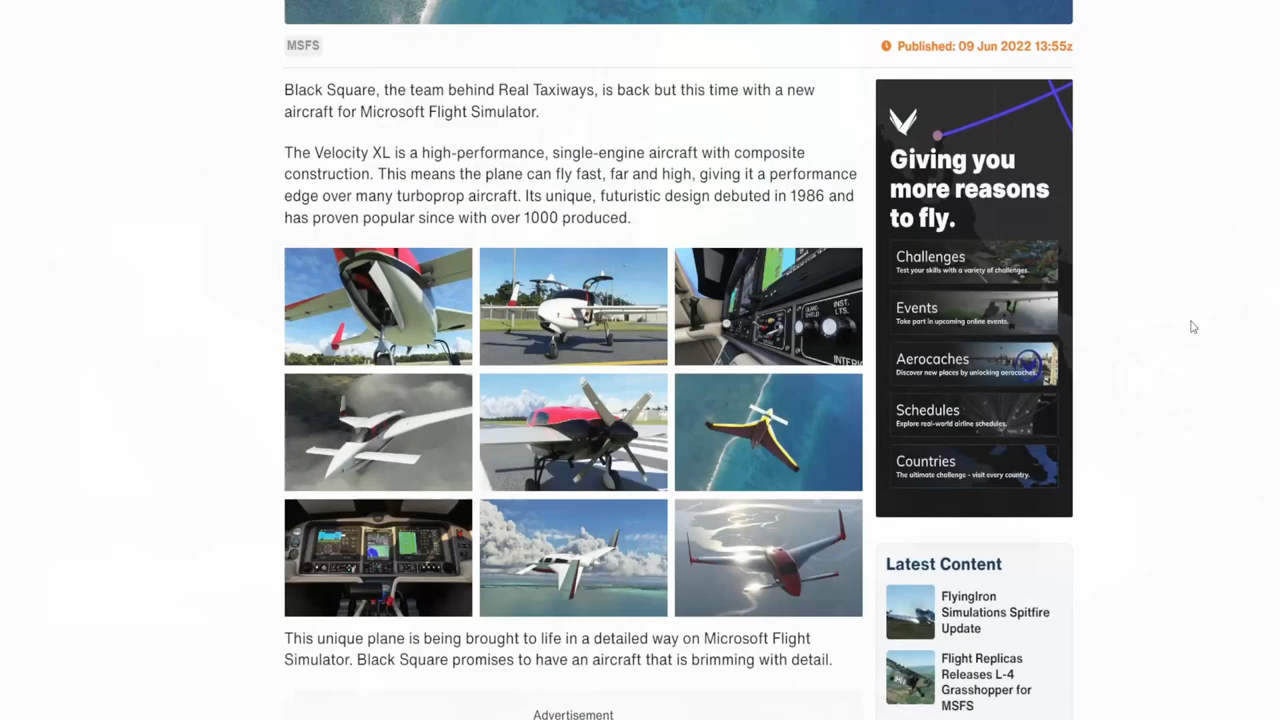 MSFS
Published: 09 Jun 2022 13:55z
Black Square, the team behind Real Taxiways, is back but this time with a new
aircraft for Microsoft Flight Simulator.
The Velocity XL is a high-performance, single-engine aircraft with composite
construction. This means the plane can fly fast, far and high, giving it a performance
edge over many turboprop aircraft. Its unique, futuristic design debuted in 1986 and
has proven popular since with over 1000 produced.
INST.
LTS.
This unique plane is being brought to life in a detailed way on Microsoft Flight
Simulator. Black Square promises to have an aircraft that is brimming with detail.
Advertisement
Giving you
more reasons
to fly.
Challenges
Test your skills with a variety of challenges.
Events
Take part in upcoming online events.
Aerocaches
Discover new places by unlocking aerocaches.
Schedules
Explore real-world airline schedules.
Countries
The ultimate challenge - visit every country.
Latest Content
FlyingIron
Simulations Spitfire
Update
Flight Replicas
Releases L-4
Grasshopper for
MSFS